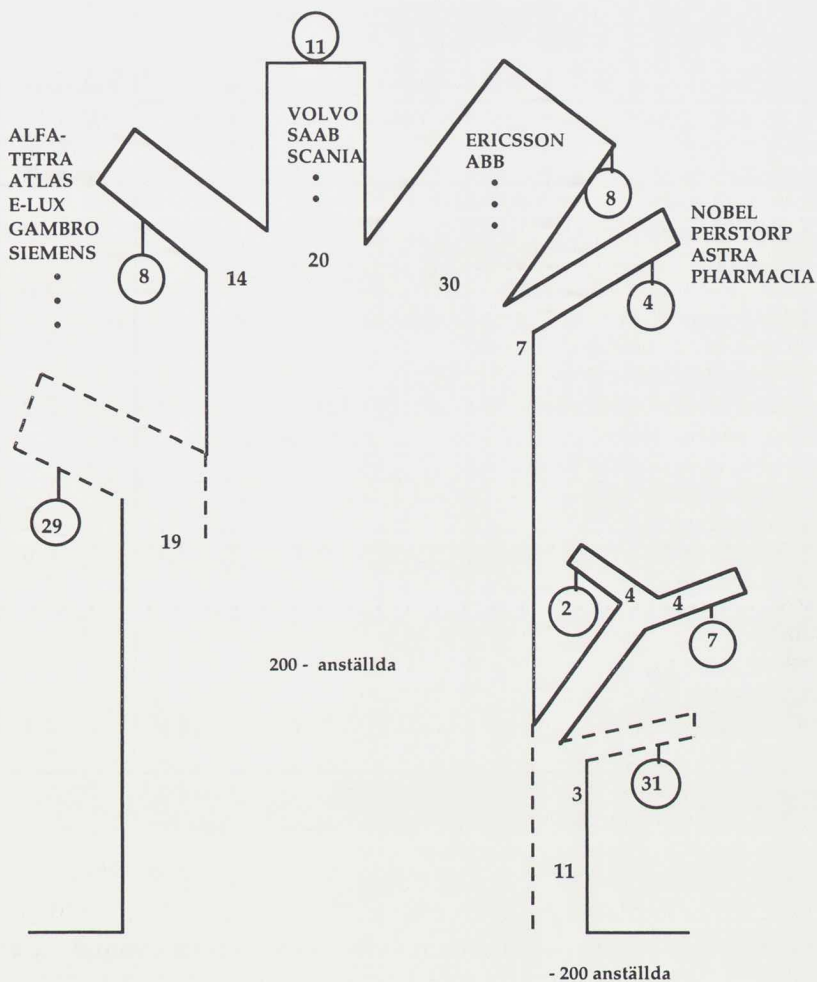 11
VOLVO
SAAB
SCANIA
ALFA-
TETRA
ATLAS
E-LUX
GAMBRO
SIEMENS
ERICSSON
ABB
8
NOBEL
PERSTORP
ASTRA
PHARMACIA
8
14
20
30
4
7
29
19
2
4
4
7
200 - anställda
3
31
11
- 200 anställda